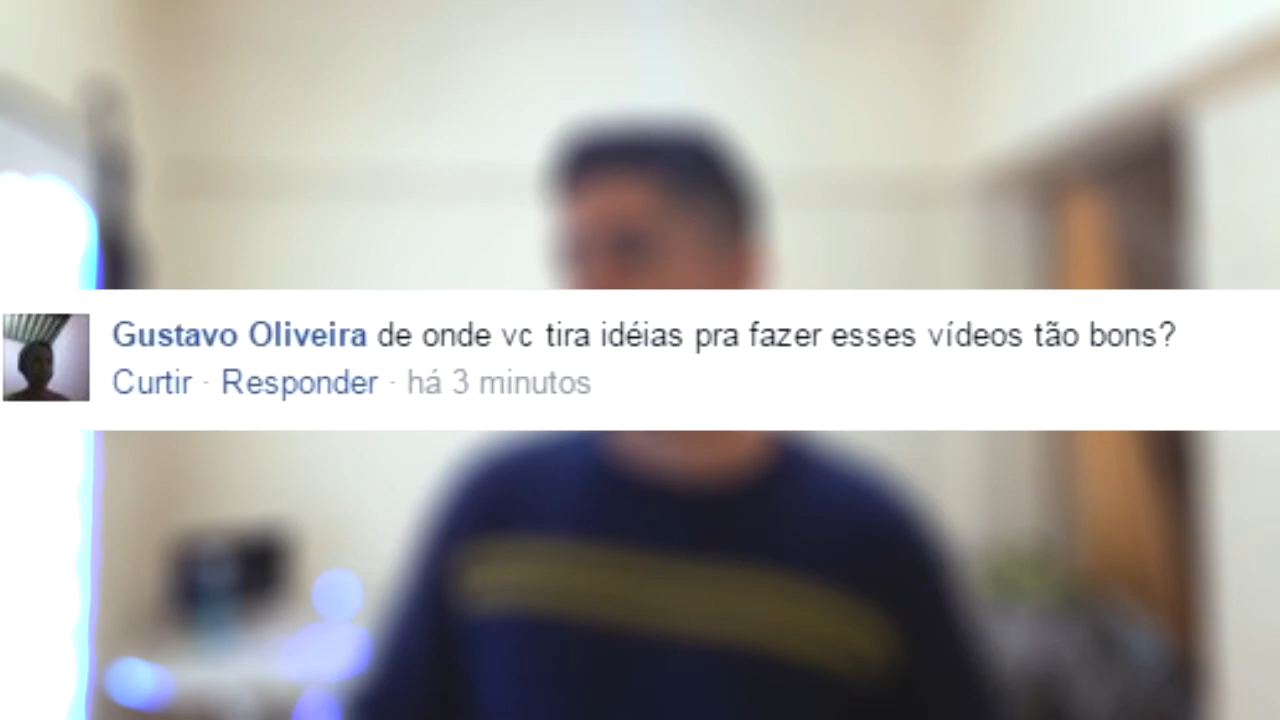 Gustavo Oliveira de onde vc tira idéias pra fazer esses vídeos tão bons?
Curtir · Responder · há 3 minutos